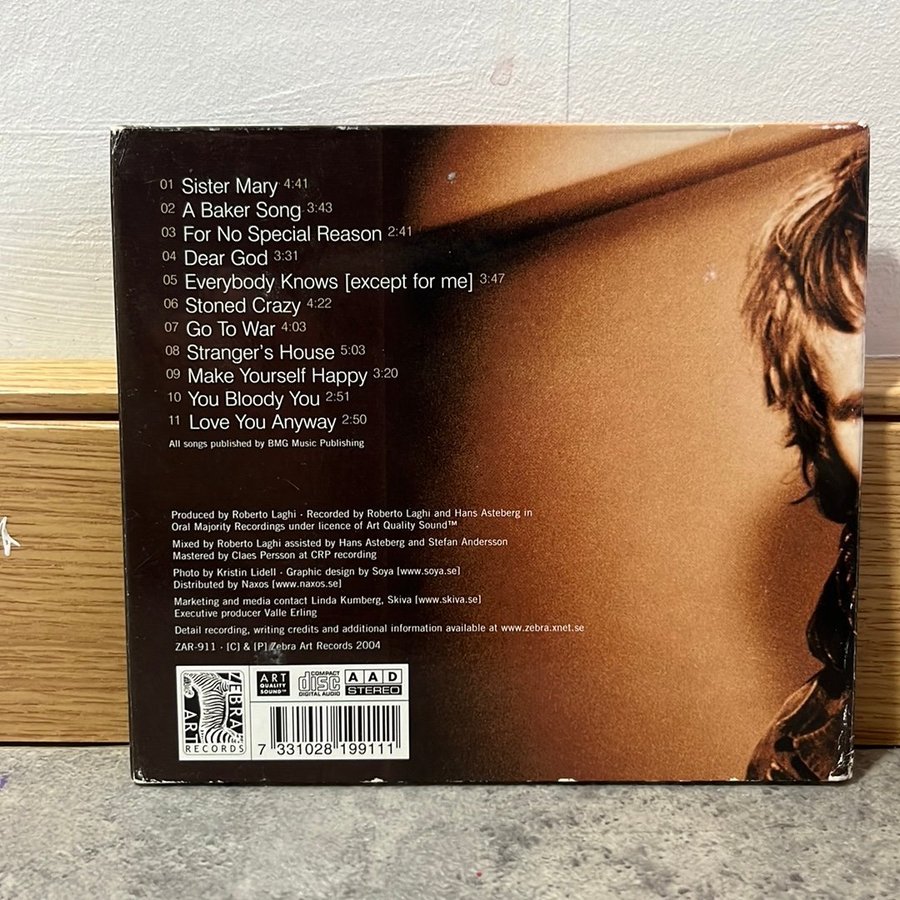 01 Sister Mary 4:41
02 A Baker Song 3:43
03 For No Special Reason 2:41
04 Dear God 3:31
05 Everybody Knows [except for me] 3:47
06 Stoned Crazy 4:22
07 Go To War 4:03
08 Stranger's House 5:03
09 Make Yourself Happy 3:20
10 You Bloody You 2:51
11 Love You Anyway 2:50
All songs published by BMG Music Publishing
Produced by Roberto Laghi · Recorded by Roberto Laghi and Hans Asteberg in
Oral Majority Recordings under licence of Art Quality Sound™
Mixed by Roberto Laghi assisted by Hans Asteberg and Stefan Andersson
Mastered by Claes Persson at CRP recording
Photo by Kristin Lidell · Graphic design by Soya [www.soya.se]
Distributed by Naxos [www.naxos.se]
Marketing and media contact Linda Kumberg, Skiva [www.skiva.se]
Executive producer Valle Erling
Detail recording, writing credits and additional information available at www.zebra.xnet.se
ZAR-911 · [C] & [P] Zebra Art Records 2004
ZEBRA
ART
RECORDS
ART
QUALITY
SOUND™
COMPACT
disc
DIGITAL AUDIO
AAD
STEREO
7 331028 199111